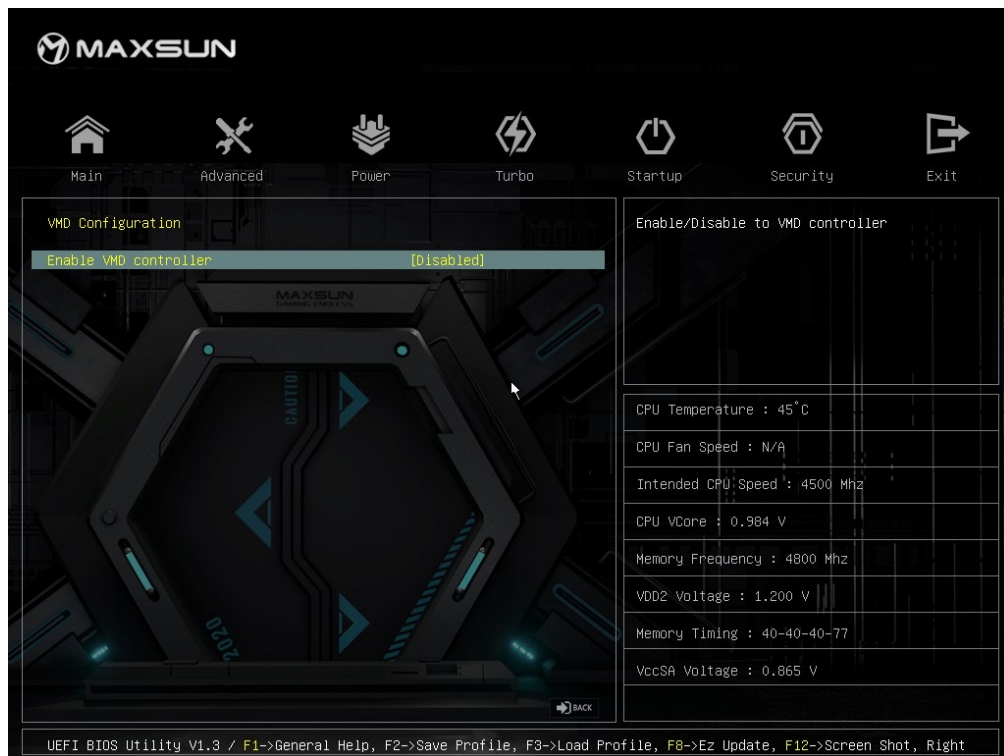 MAXSUN
Main Advanced Power Turbo Startup Security Exit
VMD Configuration
Enable VMD controller [Disabled]
Enable/Disable to VMD controller
MAXSUN
GAMING ENDLESS
CAUTION
2020
CPU Temperature : 45°C
CPU Fan Speed : N/A
Intended CPU Speed : 4500 Mhz
CPU VCore : 0.984 V
Memory Frequency : 4800 Mhz
VDD2 Voltage : 1.200 V
Memory Timing : 40-40-40-77
VccSA Voltage : 0.865 V
BACK
UEFI BIOS Utility V1.3 / F1->General Help, F2->Save Profile, F3->Load Profile, F8->Ez Update, F12->Screen Shot, Right